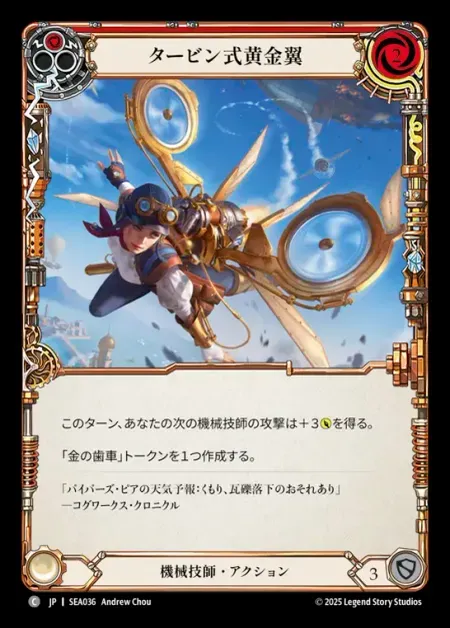 タービン式黄金翼
2
このターン、あなたの次の機械技師の攻撃は+3を得る。
「金の歯車」トークンを1つ作成する。
「バイパーズ・ピアの天気予報:くもり、瓦礫落下のおそれあり」
―コグワークス・クロニクル
機械技師・アクション
3
C JP SEA036 Andrew Chou
© 2025 Legend Story Studios